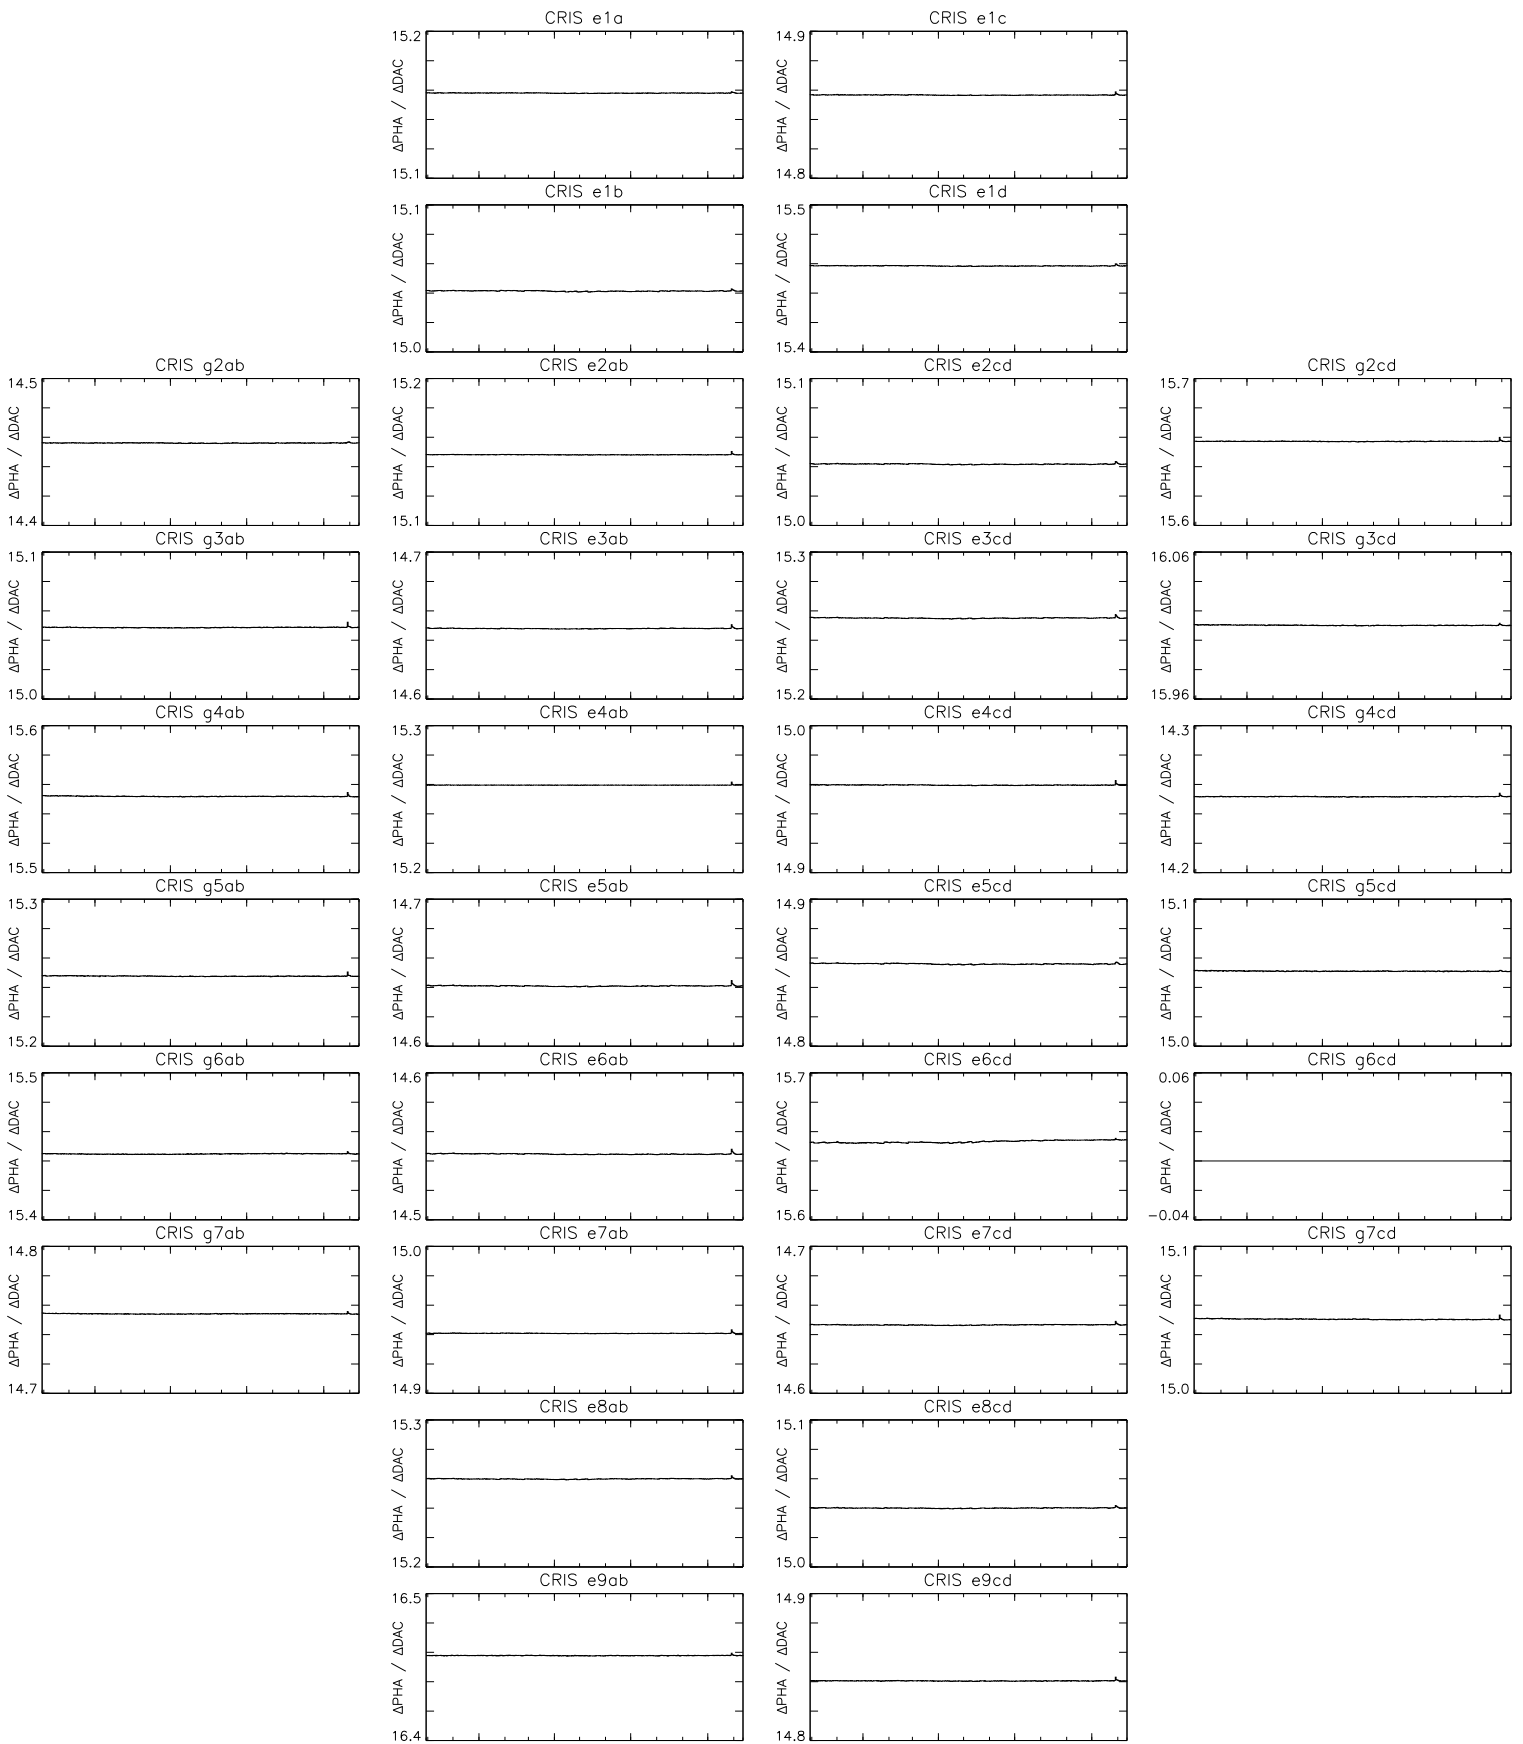 CRIS e1a
CRIS e1c
15.2
ΔPHA / ΔDAC
15.1
14.9
ΔPHA / ΔDAC
14.8
CRIS e1b
CRIS e1d
15.1
ΔPHA / ΔDAC
15.0
15.5
ΔPHA / ΔDAC
15.4
CRIS g2ab
CRIS e2ab
CRIS e2cd
CRIS g2cd
14.5
ΔPHA / ΔDAC
14.4
15.2
ΔPHA / ΔDAC
15.1
15.1
ΔPHA / ΔDAC
15.0
15.7
ΔPHA / ΔDAC
15.6
CRIS g3ab
CRIS e3ab
CRIS e3cd
CRIS g3cd
15.1
ΔPHA / ΔDAC
15.0
14.7
ΔPHA / ΔDAC
14.6
15.3
ΔPHA / ΔDAC
15.2
16.06
ΔPHA / ΔDAC
15.96
CRIS g4ab
CRIS e4ab
CRIS e4cd
CRIS g4cd
15.6
ΔPHA / ΔDAC
15.5
15.3
ΔPHA / ΔDAC
15.2
15.0
ΔPHA / ΔDAC
14.9
14.3
ΔPHA / ΔDAC
14.2
CRIS g5ab
CRIS e5ab
CRIS e5cd
CRIS g5cd
15.3
ΔPHA / ΔDAC
15.2
14.7
ΔPHA / ΔDAC
14.6
14.9
ΔPHA / ΔDAC
14.8
15.1
ΔPHA / ΔDAC
15.0
CRIS g6ab
CRIS e6ab
CRIS e6cd
CRIS g6cd
15.5
ΔPHA / ΔDAC
15.4
14.6
ΔPHA / ΔDAC
14.5
15.7
ΔPHA / ΔDAC
15.6
0.06
ΔPHA / ΔDAC
−0.04
CRIS g7ab
CRIS e7ab
CRIS e7cd
CRIS g7cd
14.8
ΔPHA / ΔDAC
14.7
15.0
ΔPHA / ΔDAC
14.9
14.7
ΔPHA / ΔDAC
14.6
15.1
ΔPHA / ΔDAC
15.0
CRIS e8ab
CRIS e8cd
15.3
ΔPHA / ΔDAC
15.2
15.1
ΔPHA / ΔDAC
15.0
CRIS e9ab
CRIS e9cd
16.5
ΔPHA / ΔDAC
16.4
14.9
ΔPHA / ΔDAC
14.8